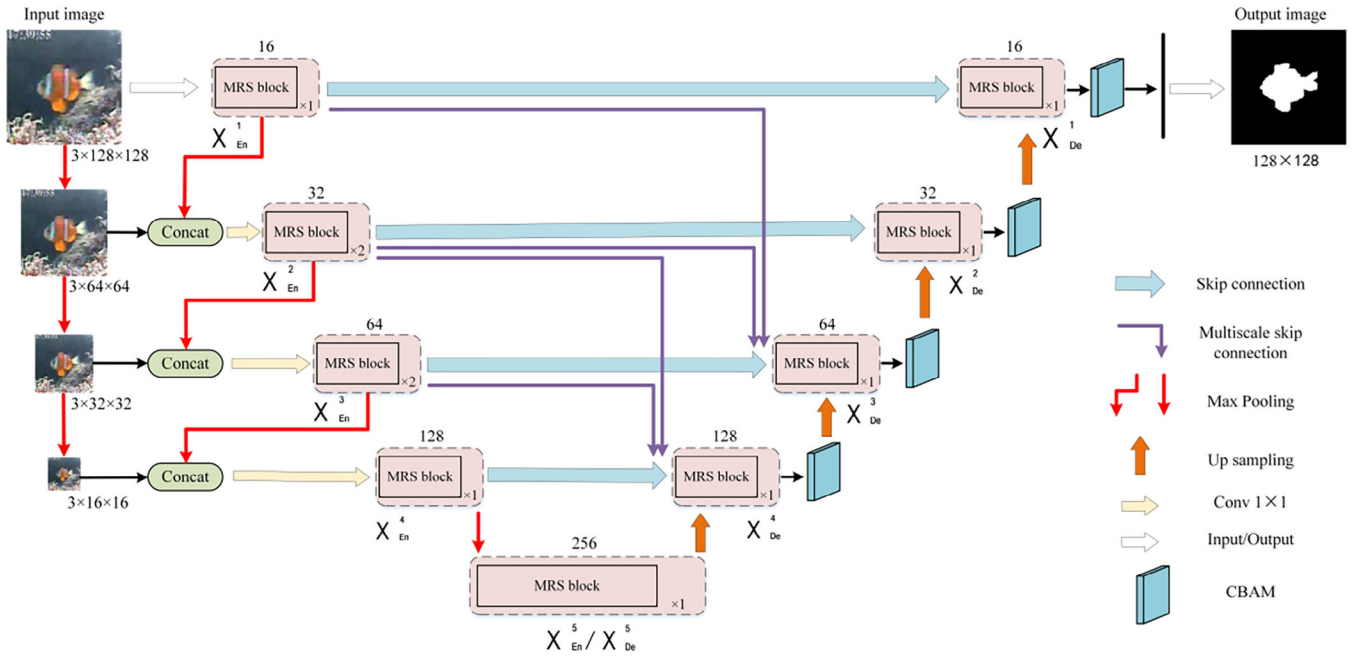 Input image
Output image
16
MRS block
×1
X 1 En
3×128×128
16
MRS block
×1
X 1 De
128×128
Concat
32
MRS block
×2
X 2 En
3×64×64
32
MRS block
×1
X 2 De
Concat
64
MRS block
×2
X 3 En
3×32×32
64
MRS block
×1
X 3 De
Concat
128
MRS block
×1
X 4 En
3×16×16
128
MRS block
×1
X 4 De
256
MRS block
×1
X 5 En / X 5 De
Skip connection
Multiscale skip
connection
Max Pooling
Up sampling
Conv 1×1
Input/Output
CBAM